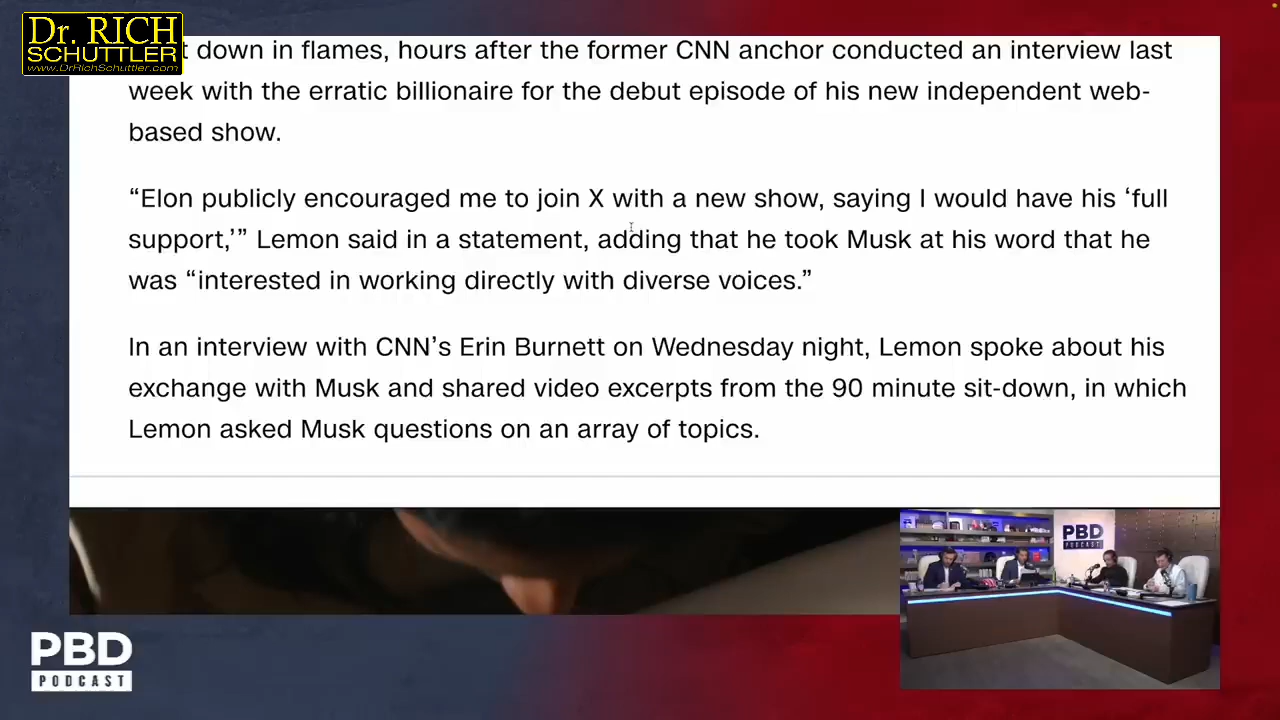 Dr. RICH
SCHUTTLER
www.DrRichSchuttler.com
t down in flames, hours after the former CNN anchor conducted an interview last
week with the erratic billionaire for the debut episode of his new independent web-
based show.
“Elon publicly encouraged me to join X with a new show, saying I would have his ‘full
support,’” Lemon said in a statement, adding that he took Musk at his word that he
was “interested in working directly with diverse voices.”
In an interview with CNN’s Erin Burnett on Wednesday night, Lemon spoke about his
exchange with Musk and shared video excerpts from the 90 minute sit-down, in which
Lemon asked Musk questions on an array of topics.
PBD
PODCAST
PBD
PODCAST